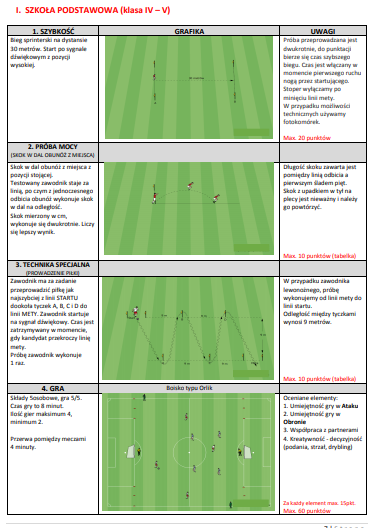 I. SZKOŁA PODSTAWOWA (klasa IV – V)
1. SZYBKOŚĆ
GRAFIKA
UWAGI
Bieg sprinterski na dystansie
30 metrów. Start po sygnale
dźwiękowym z pozycji
wysokiej.
Próba przeprowadzana jest
dwukrotnie, do punktacji
bierze się czas szybszego
biegu. Czas jest włączany w
momencie pierwszego ruchu
nogą startującego.
Stoper wyłączamy po
minięciu linii mety.
W przypadku możliwości
technicznych używamy
fotokomórek.
Max. 20 punktów
2. PRÓBA MOCY
(SKOK W DAL OBUNÓŻ Z MIEJSCA)
Skok w dal obunóż z miejsca z
pozycji stojącej.
Testowany zawodnik staje za
linią, po czym z jednoczesnego
odbicia obunóż wykonuje skok
w dal na odległość.
Skok mierzony w cm,
wykonuje się dwukrotnie. Liczy
się lepszy wynik.
Długość skoku zawarta jest
pomiędzy linią odbicia a
pierwszym śladem pięt.
Skok z upadkiem w tył na
plecy jest nieważny i należy
go powtórzyć.
Max. 10 punktów (tabelka)
3. TECHNIKA SPECJALNA
(PROWADZENIE PIŁKI)
Zawodnik ma za zadanie
przeprowadzić piłkę jak
najszybciej z linii STARTU
dookoła tyczek A, B, C i D do
linii METY. Zawodnik startuje
na sygnał dźwiękowy. Czas jest
zatrzymywany w momencie,
gdy kandydat przekroczy linię
mety.
Próbę zawodnik wykonuje
1 raz.
W przypadku zawodnika
lewonożnego, próbę
wykonujemy od linii mety do
linii startu.
Odległość między tyczkami
wynosi 9 metrów.
Max. 10 punktów (tabelka)
4. GRA
Boisko typu Orlik
Składy 5osobowe, gra 5/5.
Czas gry to 8 minut.
Ilość gier maksimum 4,
minimum 2.
Przerwa pomiędzy meczami
4 minuty.
Oceniane elementy:
1. Umiejętność gry w Ataku
2. Umiejętność gry w
Obronie
3. Współpraca z partnerami
4. Kreatywność - decyzyjność
(podania, strzał, drybling)
Za każdy element max. 15pkt.
Max. 60 punktów